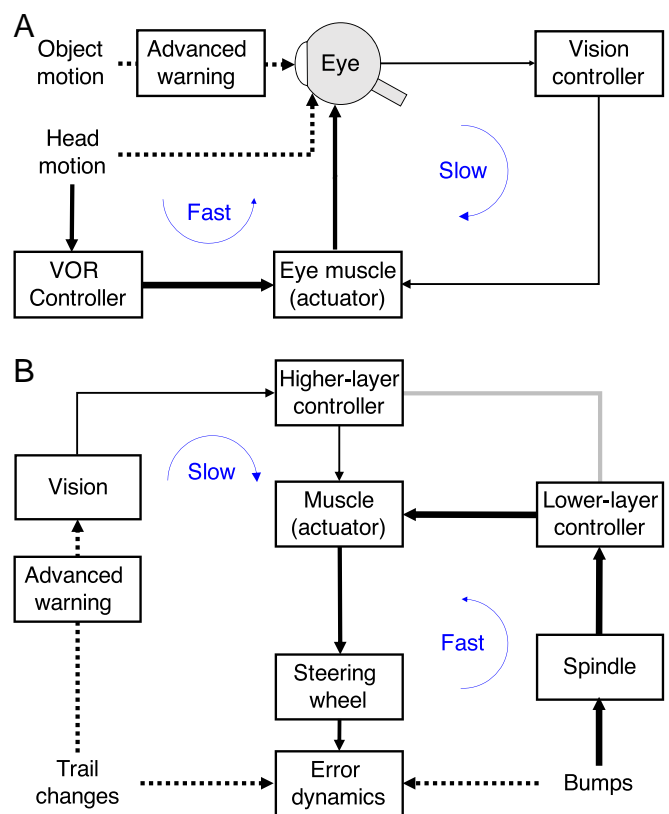 A
Object
motion
Advanced
warning
Eye
Vision
controller
Head
motion
Fast
Slow
VOR
Controller
Eye muscle
(actuator)
B
Higher-layer
controller
Slow
Vision
Muscle
(actuator)
Lower-layer
controller
Advanced
warning
Fast
Steering
wheel
Spindle
Trail
changes
Error
dynamics
Bumps